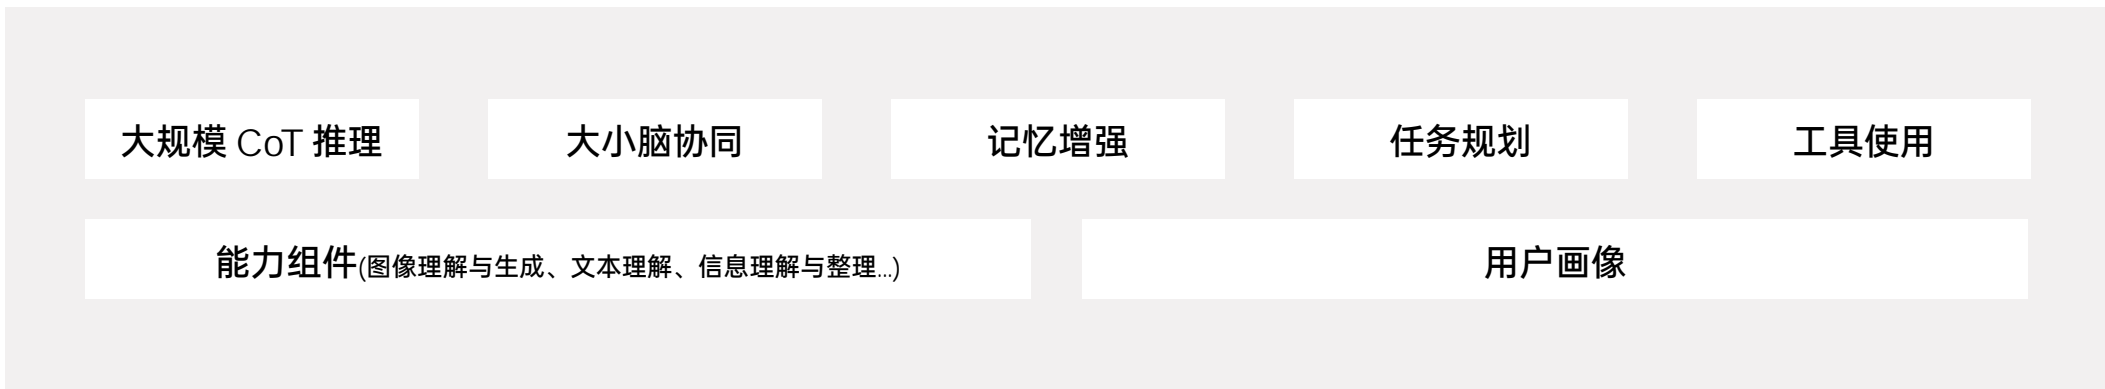 大规模 CoT 推理
大小脑协同
记忆增强
任务规划
工具使用
能力组件(图像理解与生成、文本理解、信息理解与整理...)
用户画像